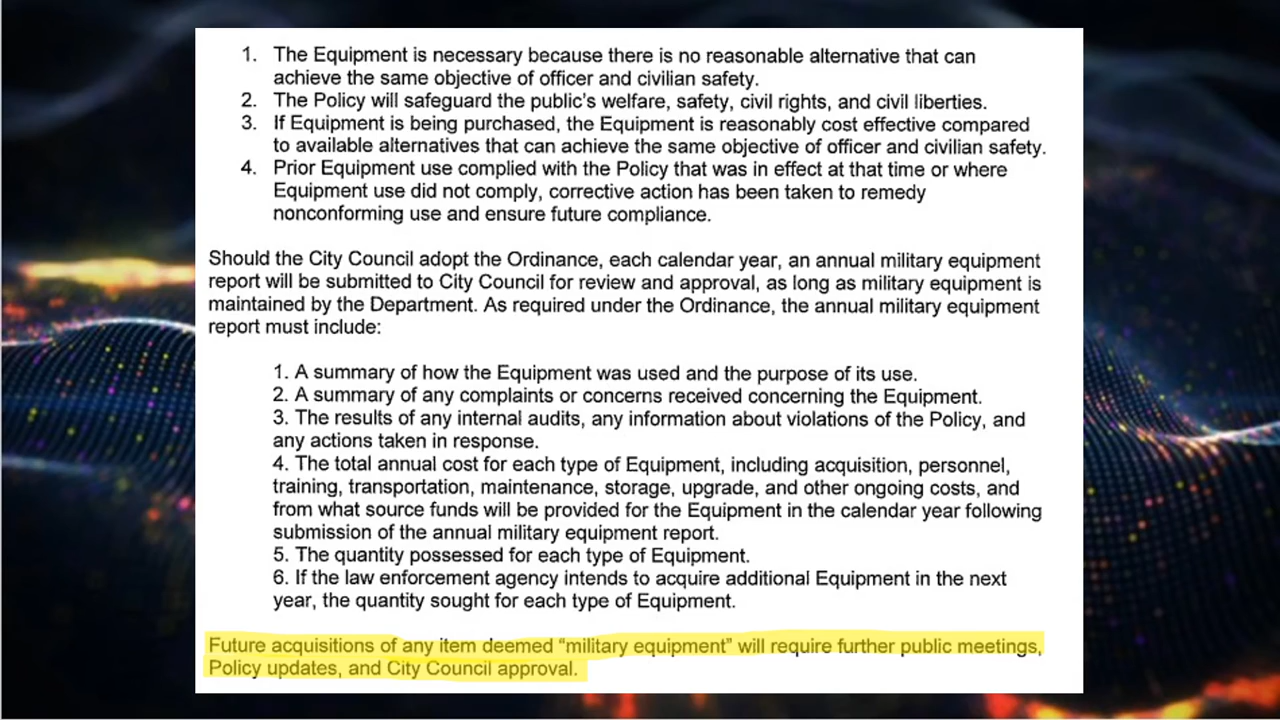 1. The Equipment is necessary because there is no reasonable alternative that can
achieve the same objective of officer and civilian safety.
2. The Policy will safeguard the public's welfare, safety, civil rights, and civil liberties.
3. If Equipment is being purchased, the Equipment is reasonably cost effective compared
to available alternatives that can achieve the same objective of officer and civilian safety.
4. Prior Equipment use complied with the Policy that was in effect at that time or where
Equipment use did not comply, corrective action has been taken to remedy
nonconforming use and ensure future compliance.
Should the City Council adopt the Ordinance, each calendar year, an annual military equipment
report will be submitted to City Council for review and approval, as long as military equipment is
maintained by the Department. As required under the Ordinance, the annual military equipment
report must include:
1. A summary of how the Equipment was used and the purpose of its use.
2. A summary of any complaints or concerns received concerning the Equipment.
3. The results of any internal audits, any information about violations of the Policy, and
any actions taken in response.
4. The total annual cost for each type of Equipment, including acquisition, personnel,
training, transportation, maintenance, storage, upgrade, and other ongoing costs, and
from what source funds will be provided for the Equipment in the calendar year following
submission of the annual military equipment report.
5. The quantity possessed for each type of Equipment.
6. If the law enforcement agency intends to acquire additional Equipment in the next
year, the quantity sought for each type of Equipment.
Future acquisitions of any item deemed "military equipment" will require further public meetings,
Policy updates, and City Council approval.